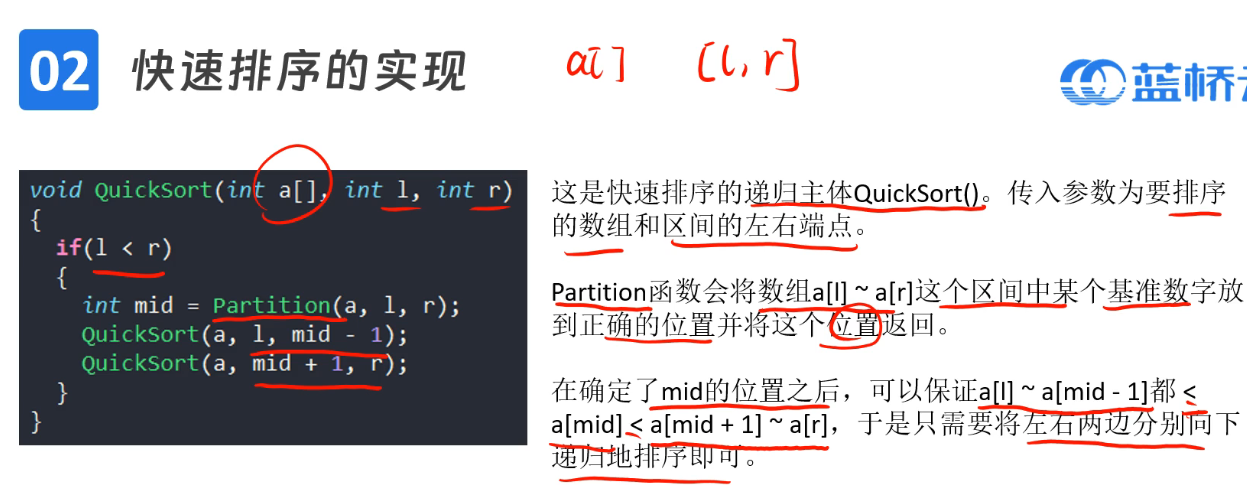 02 快速排序的实现 a[] [l, r] 蓝桥
void QuickSort(int a[], int l, int r)
{
if(l < r)
{
int mid = Partition(a, l, r);
QuickSort(a, l, mid - 1);
QuickSort(a, mid + 1, r);
}
}
这是快速排序的递归主体QuickSort()。传入参数为要排序
的数组和区间的左右端点。
Partition函数会将数组a[l] ~ a[r]这个区间中某个基准数字放
到正确的位置并将这个位置返回。
在确定了mid的位置之后，可以保证a[l] ~ a[mid - 1]都 <
a[mid] < a[mid + 1] ~ a[r]，于是只需要将左右两边分别向下
递归地排序即可。